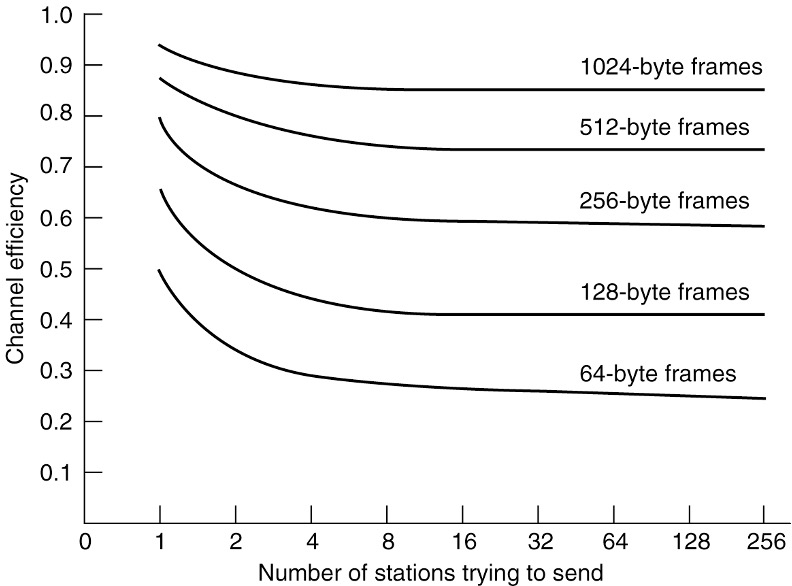 1.0
0.9
0.8
0.7
0.6
0.5
0.4
0.3
0.2
0.1
Channel efficiency
1024-byte frames
512-byte frames
256-byte frames
128-byte frames
64-byte frames
0 1 2 4 8 16 32 64 128 256
Number of stations trying to send